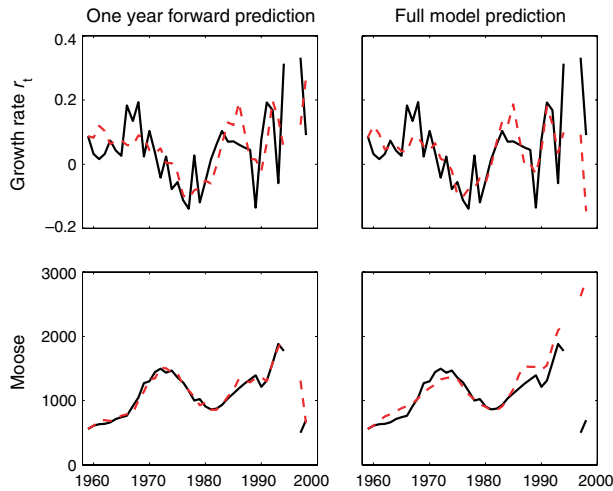 One year forward prediction Full model prediction
0.4
0.2
0
−0.2
Growth rate rt
3000
2000
1000
0
Moose
1960 1970 1980 1990 2000 1960 1970 1980 1990 2000